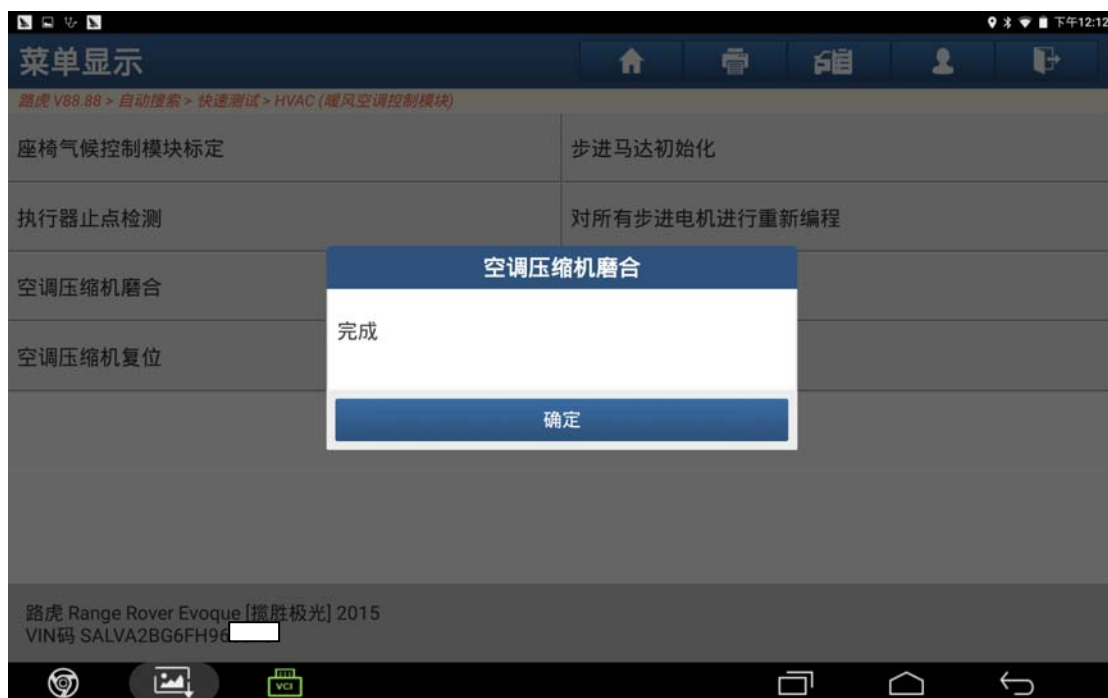 下午12:12
菜单显示
路虎 V88.88 > 自动搜索 > 快速测试 > HVAC (暖风空调控制模块)
座椅气候控制模块标定
步进马达初始化
执行器止点检测
对所有步进电机进行重新编程
空调压缩机磨合
空调压缩机磨合
完成
空调压缩机复位
确定
路虎 Range Rover Evoque [揽胜极光] 2015
VIN码 SALVA2BG6FH96
VCI